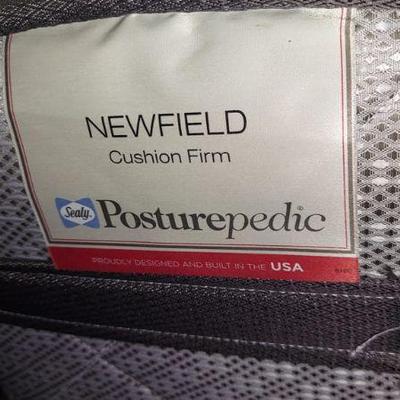 NEWFIELD
Cushion Firm
Sealy Posturepedic®
PROUDLY DESIGNED AND BUILT IN THE USA